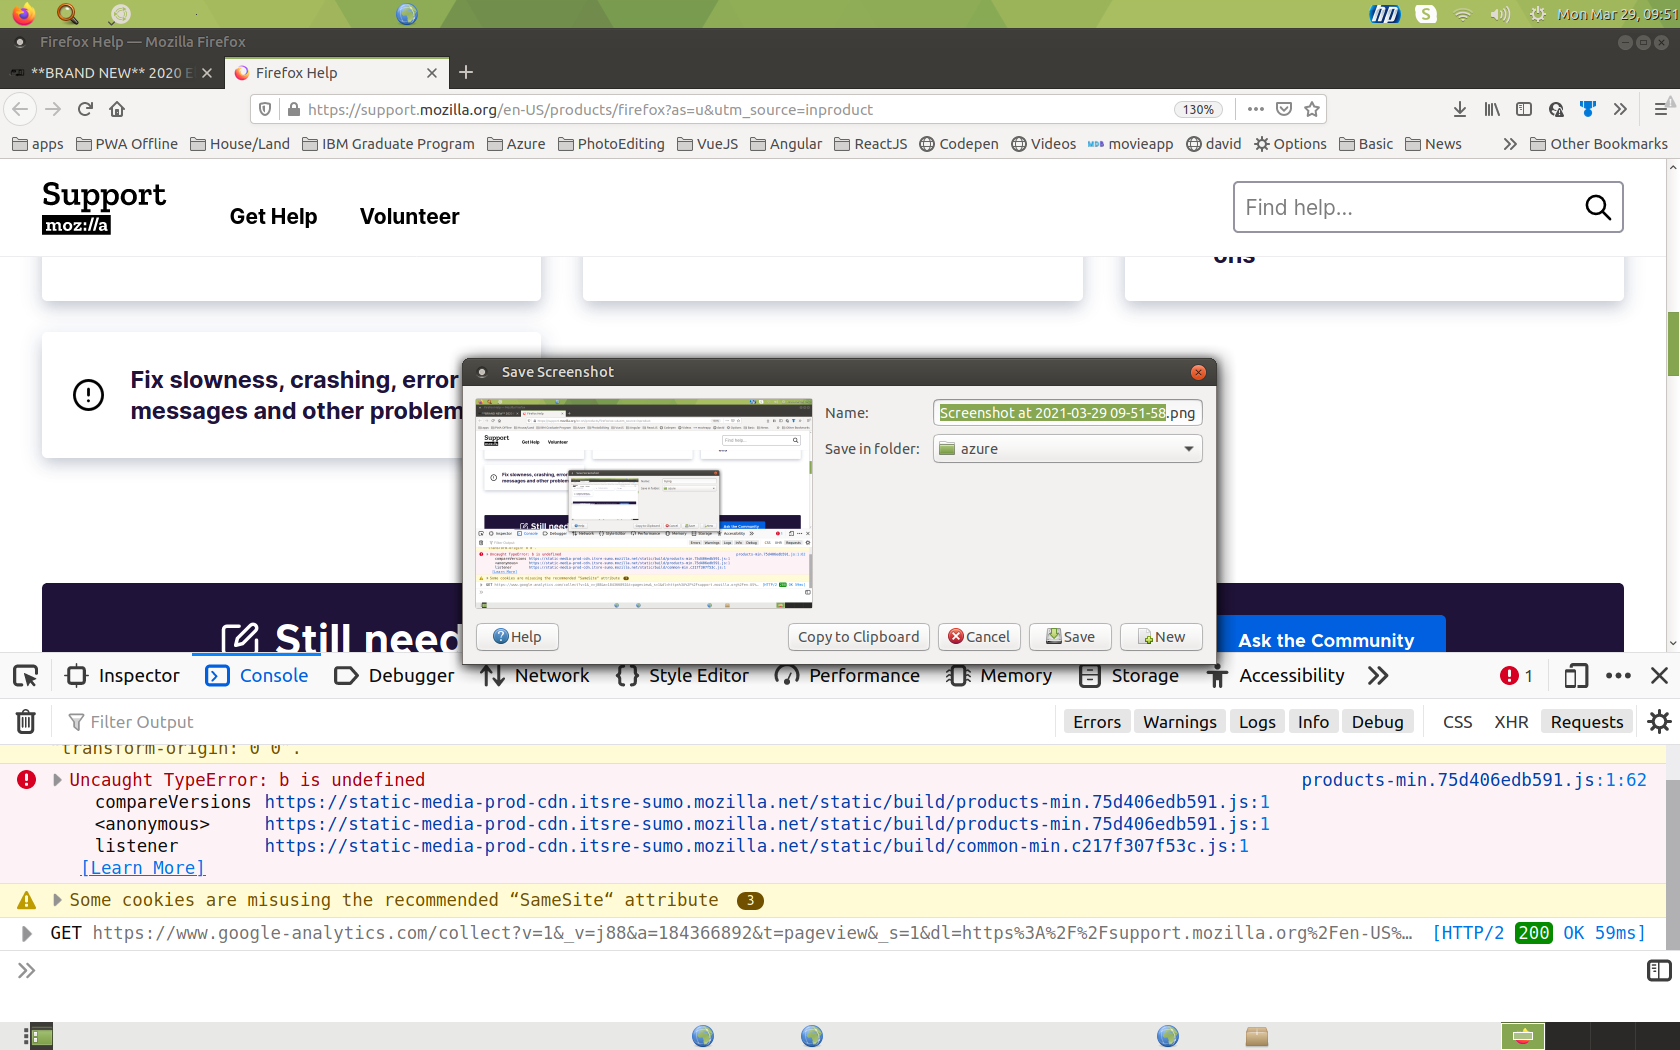 Mon Mar 29, 09:51
Firefox Help — Mozilla Firefox
**BRAND NEW** 2020 E
Firefox Help
https://support.mozilla.org/en-US/products/firefox?as=u&utm_source=inproduct
130%
apps PWA Offline House/Land IBM Graduate Program Azure PhotoEditing VueJS Angular ReactJS Codepen Videos movieapp david Options Basic News Other Bookmarks
Support
moz://a
Get Help
Volunteer
Find help...
ons
Fix slowness, crashing, error
messages and other problem
Save Screenshot
Name: Screenshot at 2021-03-29 09-51-58.png
Save in folder: azure
Help Copy to Clipboard Cancel Save New
Still need
Ask the Community
Inspector Console Debugger Network Style Editor Performance Memory Storage Accessibility 1
Filter Output
Errors Warnings Logs Info Debug CSS XHR Requests
"transform-origin: 0 0".
Uncaught TypeError: b is undefined products-min.75d406edb591.js:1:62
compareVersions https://static-media-prod-cdn.itsre-sumo.mozilla.net/static/build/products-min.75d406edb591.js:1
<anonymous> https://static-media-prod-cdn.itsre-sumo.mozilla.net/static/build/products-min.75d406edb591.js:1
listener https://static-media-prod-cdn.itsre-sumo.mozilla.net/static/build/common-min.c217f307f53c.js:1
[Learn More]
Some cookies are misusing the recommended “SameSite“ attribute 3
GET https://www.google-analytics.com/collect?v=1&_v=j88&a=184366892&t=pageview&_s=1&dl=https%3A%2F%2Fsupport.mozilla.org%2Fen-US%… [HTTP/2 200 OK 59ms]